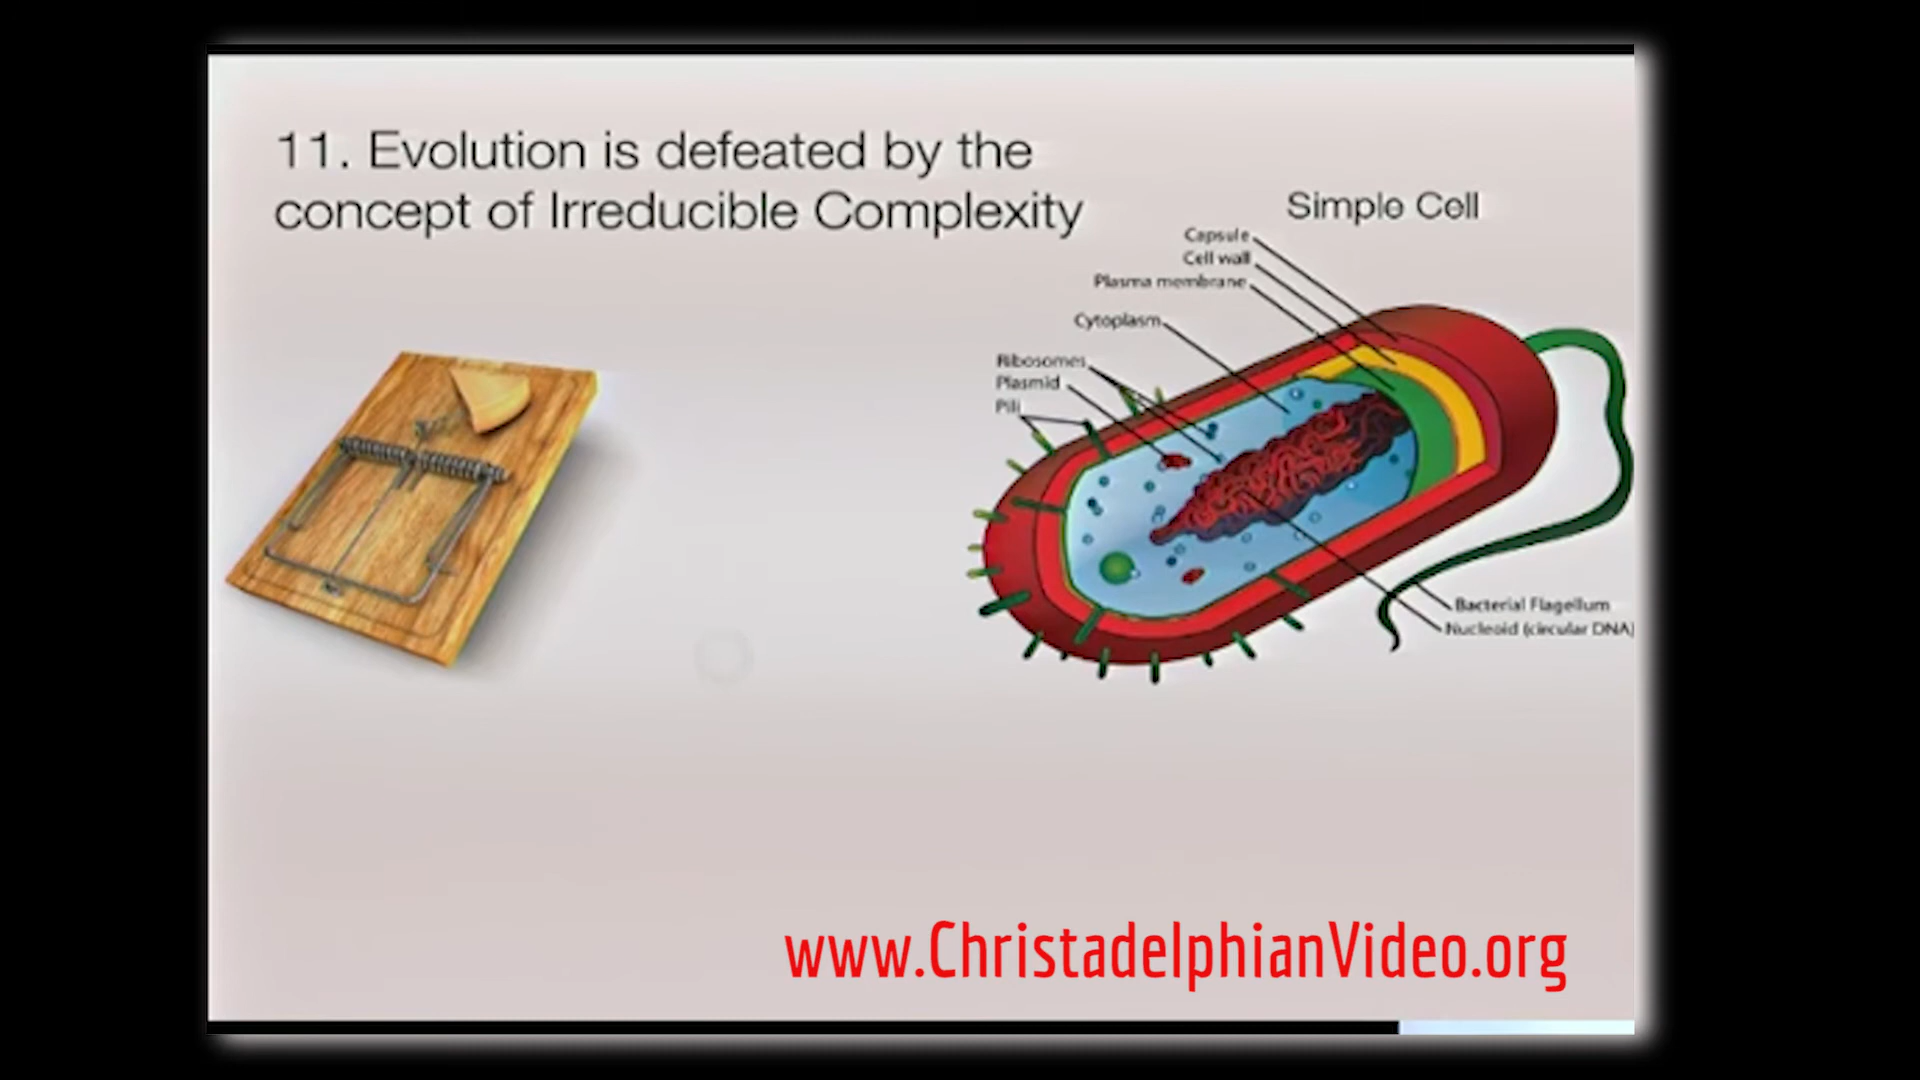 11. Evolution is defeated by the
concept of Irreducible Complexity
Simple Cell
Capsule
Cell wall
Plasma membrane
Cytoplasm
Ribosomes
Plasmid
Pili
Bacterial Flagellum
Nucleoid (circular DNA)
www.ChristadelphianVideo.org